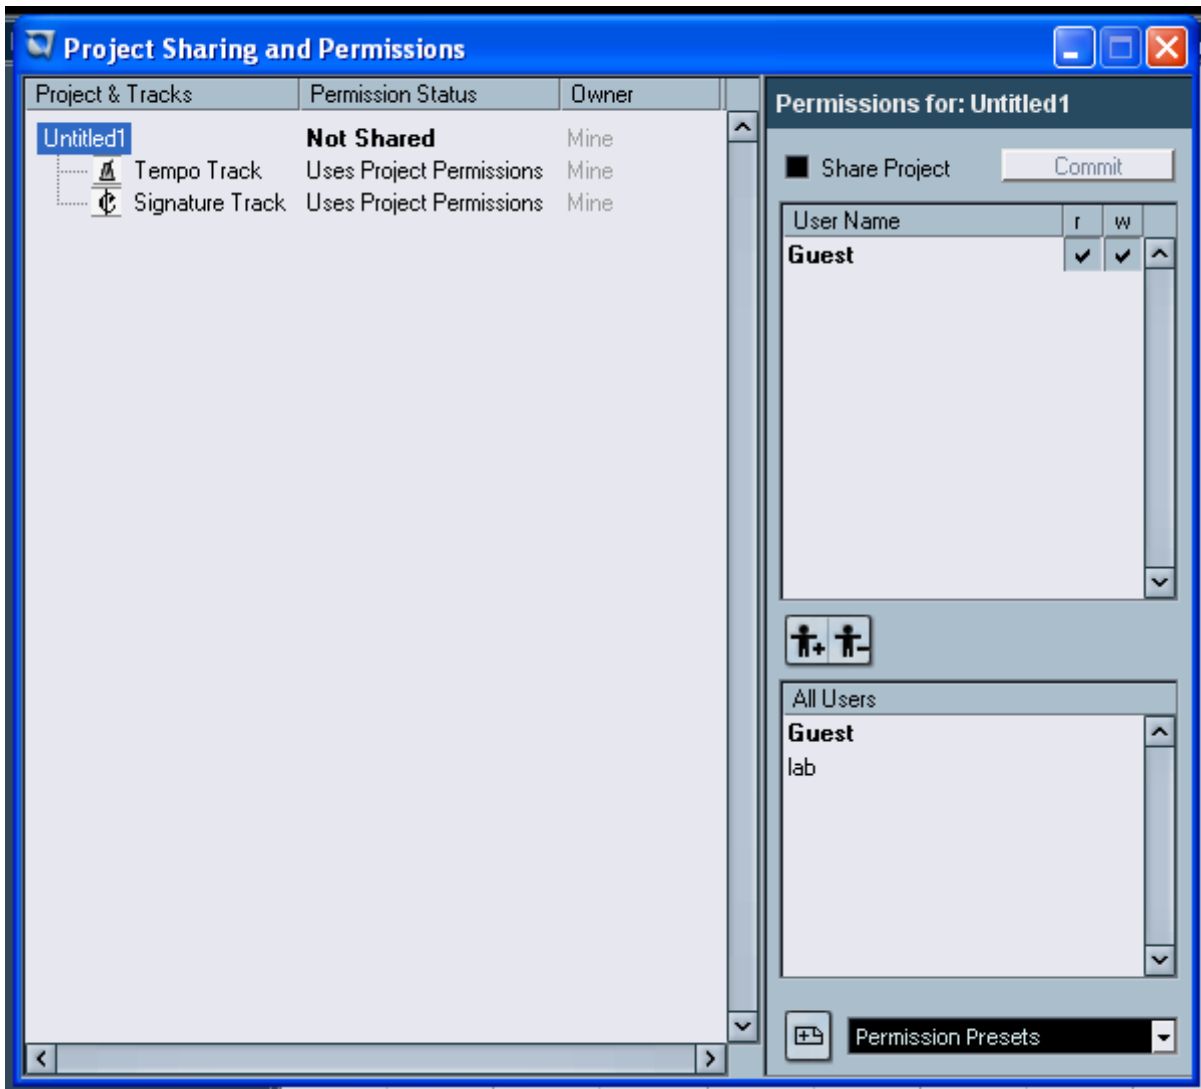 Project Sharing and Permissions
Project & Tracks Permission Status Owner
Untitled1 Not Shared Mine
Tempo Track Uses Project Permissions Mine
Signature Track Uses Project Permissions Mine
Permissions for: Untitled1
Share Project Commit
User Name r w
Guest
All Users
Guest
lab
Permission Presets